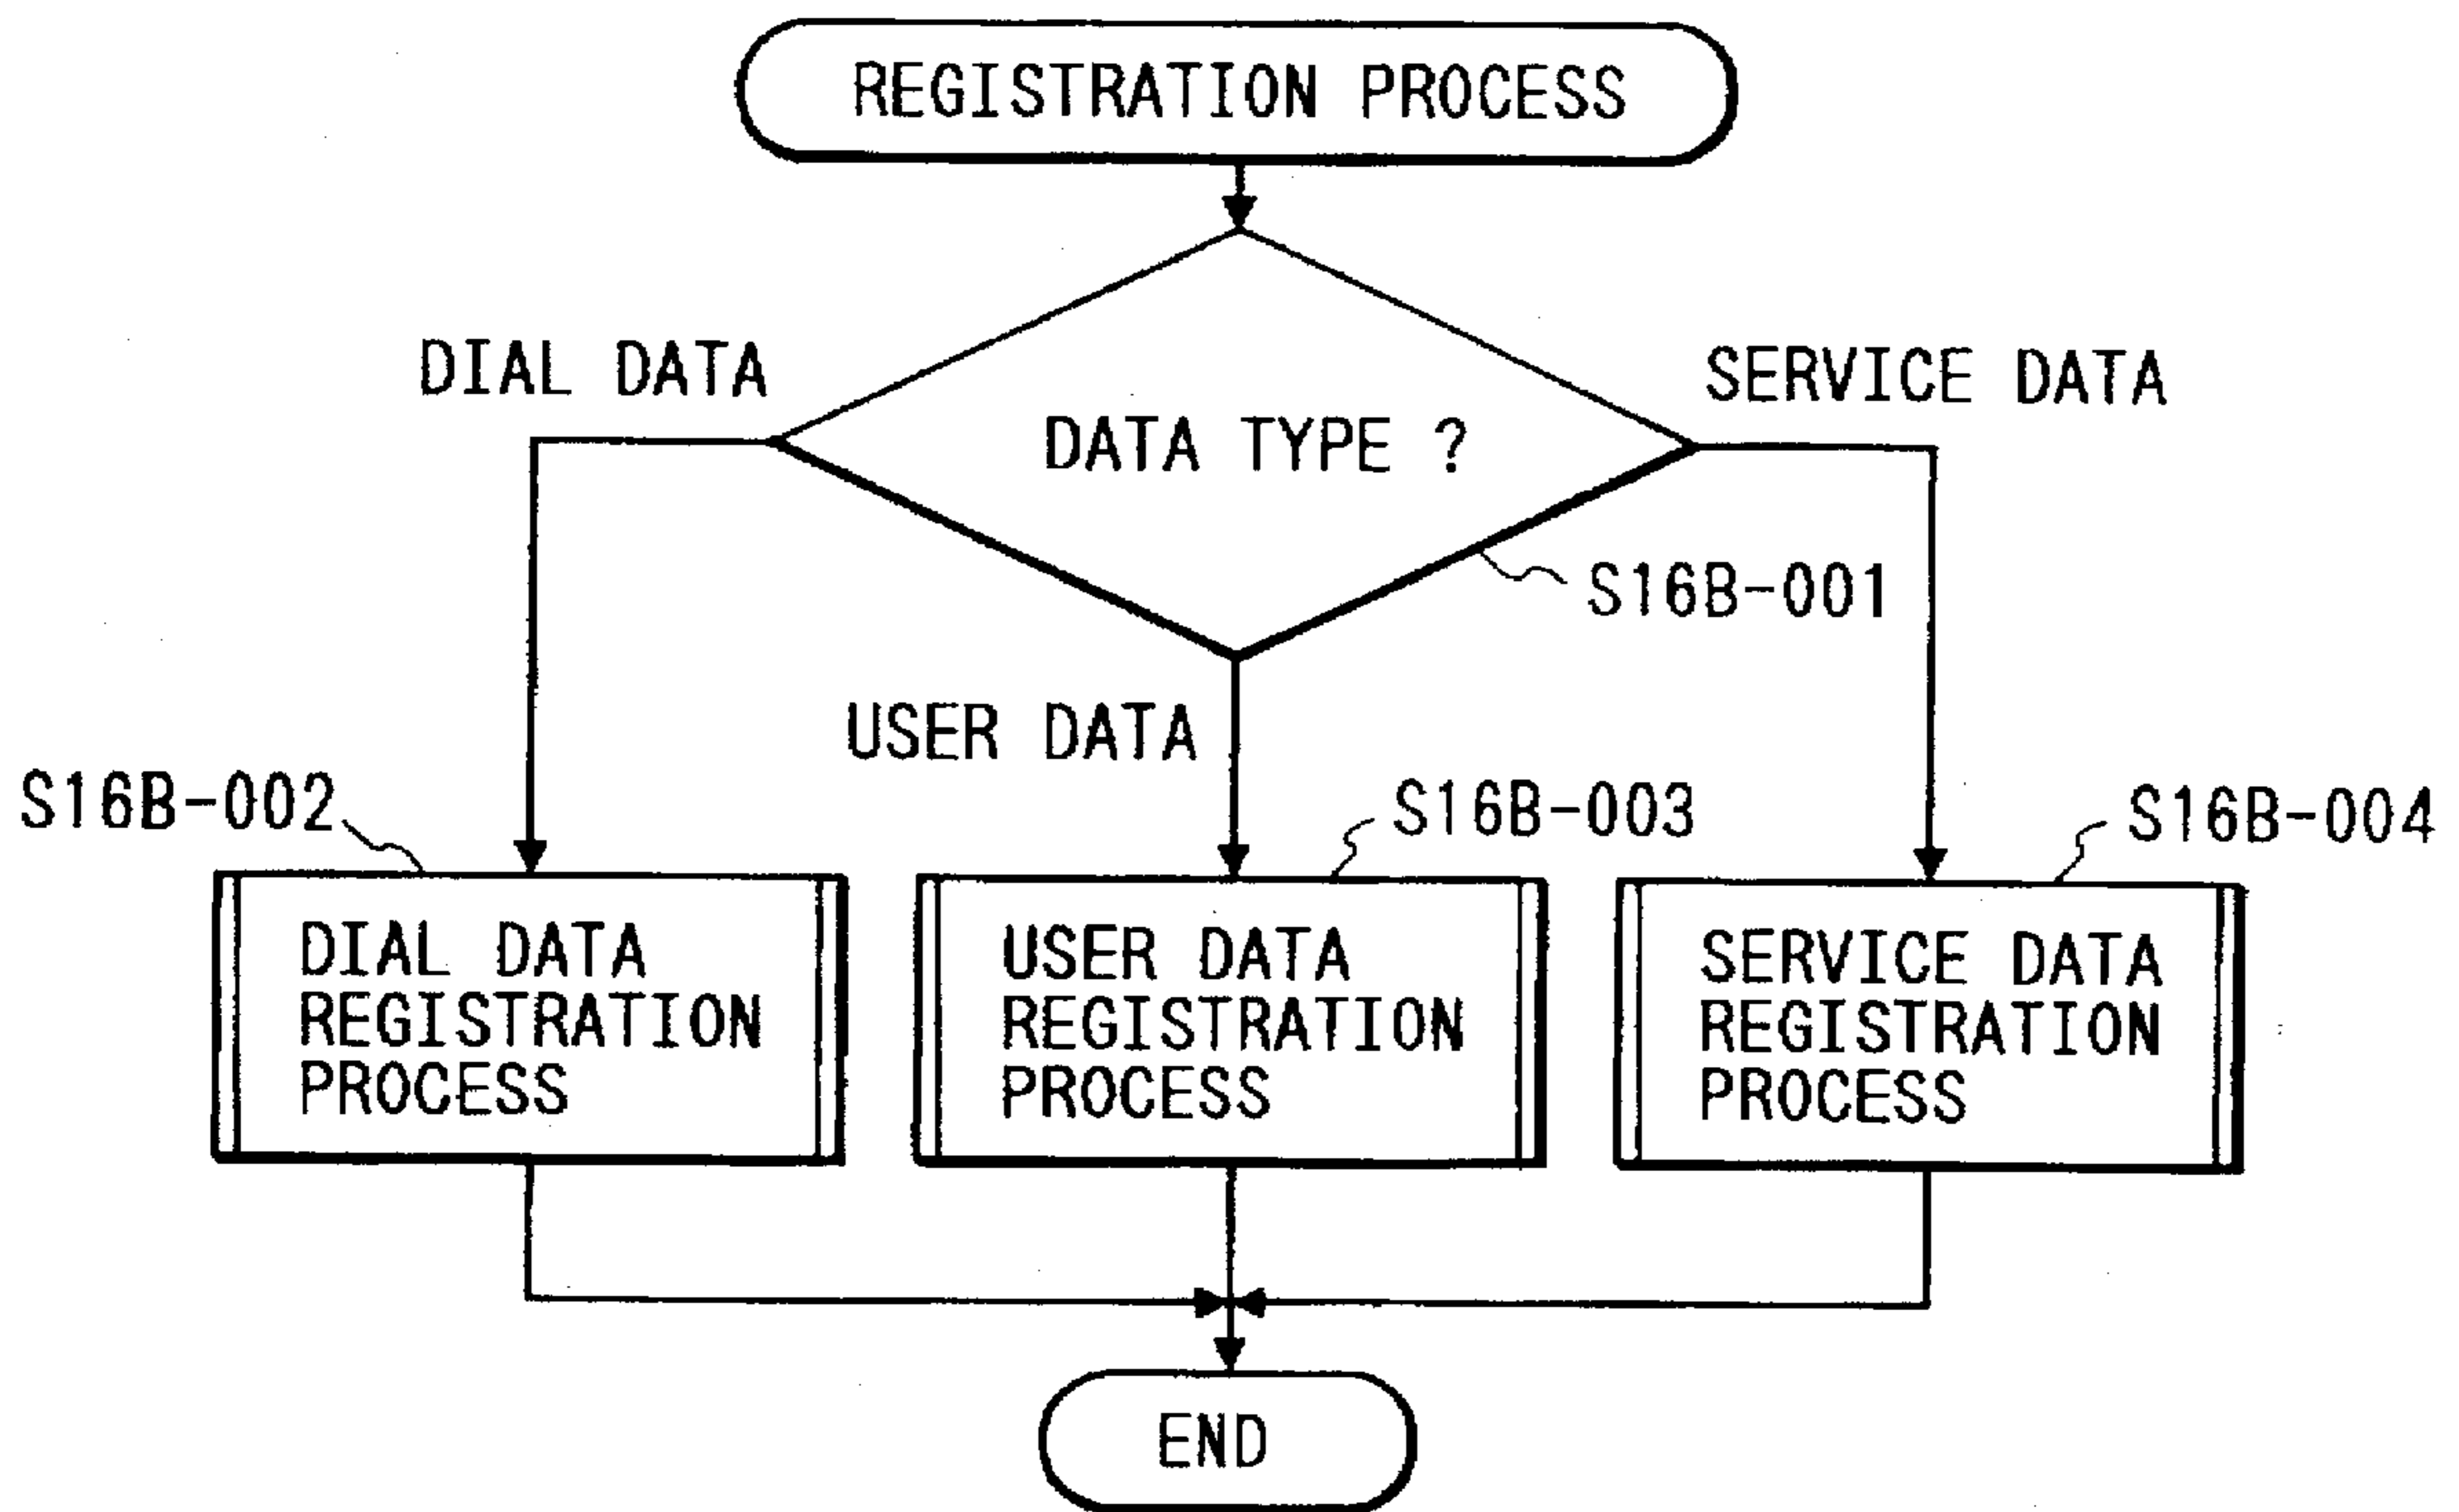 REGISTRATION PROCESS
DIAL DATA
SERVICE DATA
DATA TYPE ?
S16B-001
USER DATA
S16B-002
S16B-003
S16B-004
DIAL DATA
REGISTRATION
PROCESS
USER DATA
REGISTRATION
PROCESS
SERVICE DATA
REGISTRATION
PROCESS
END